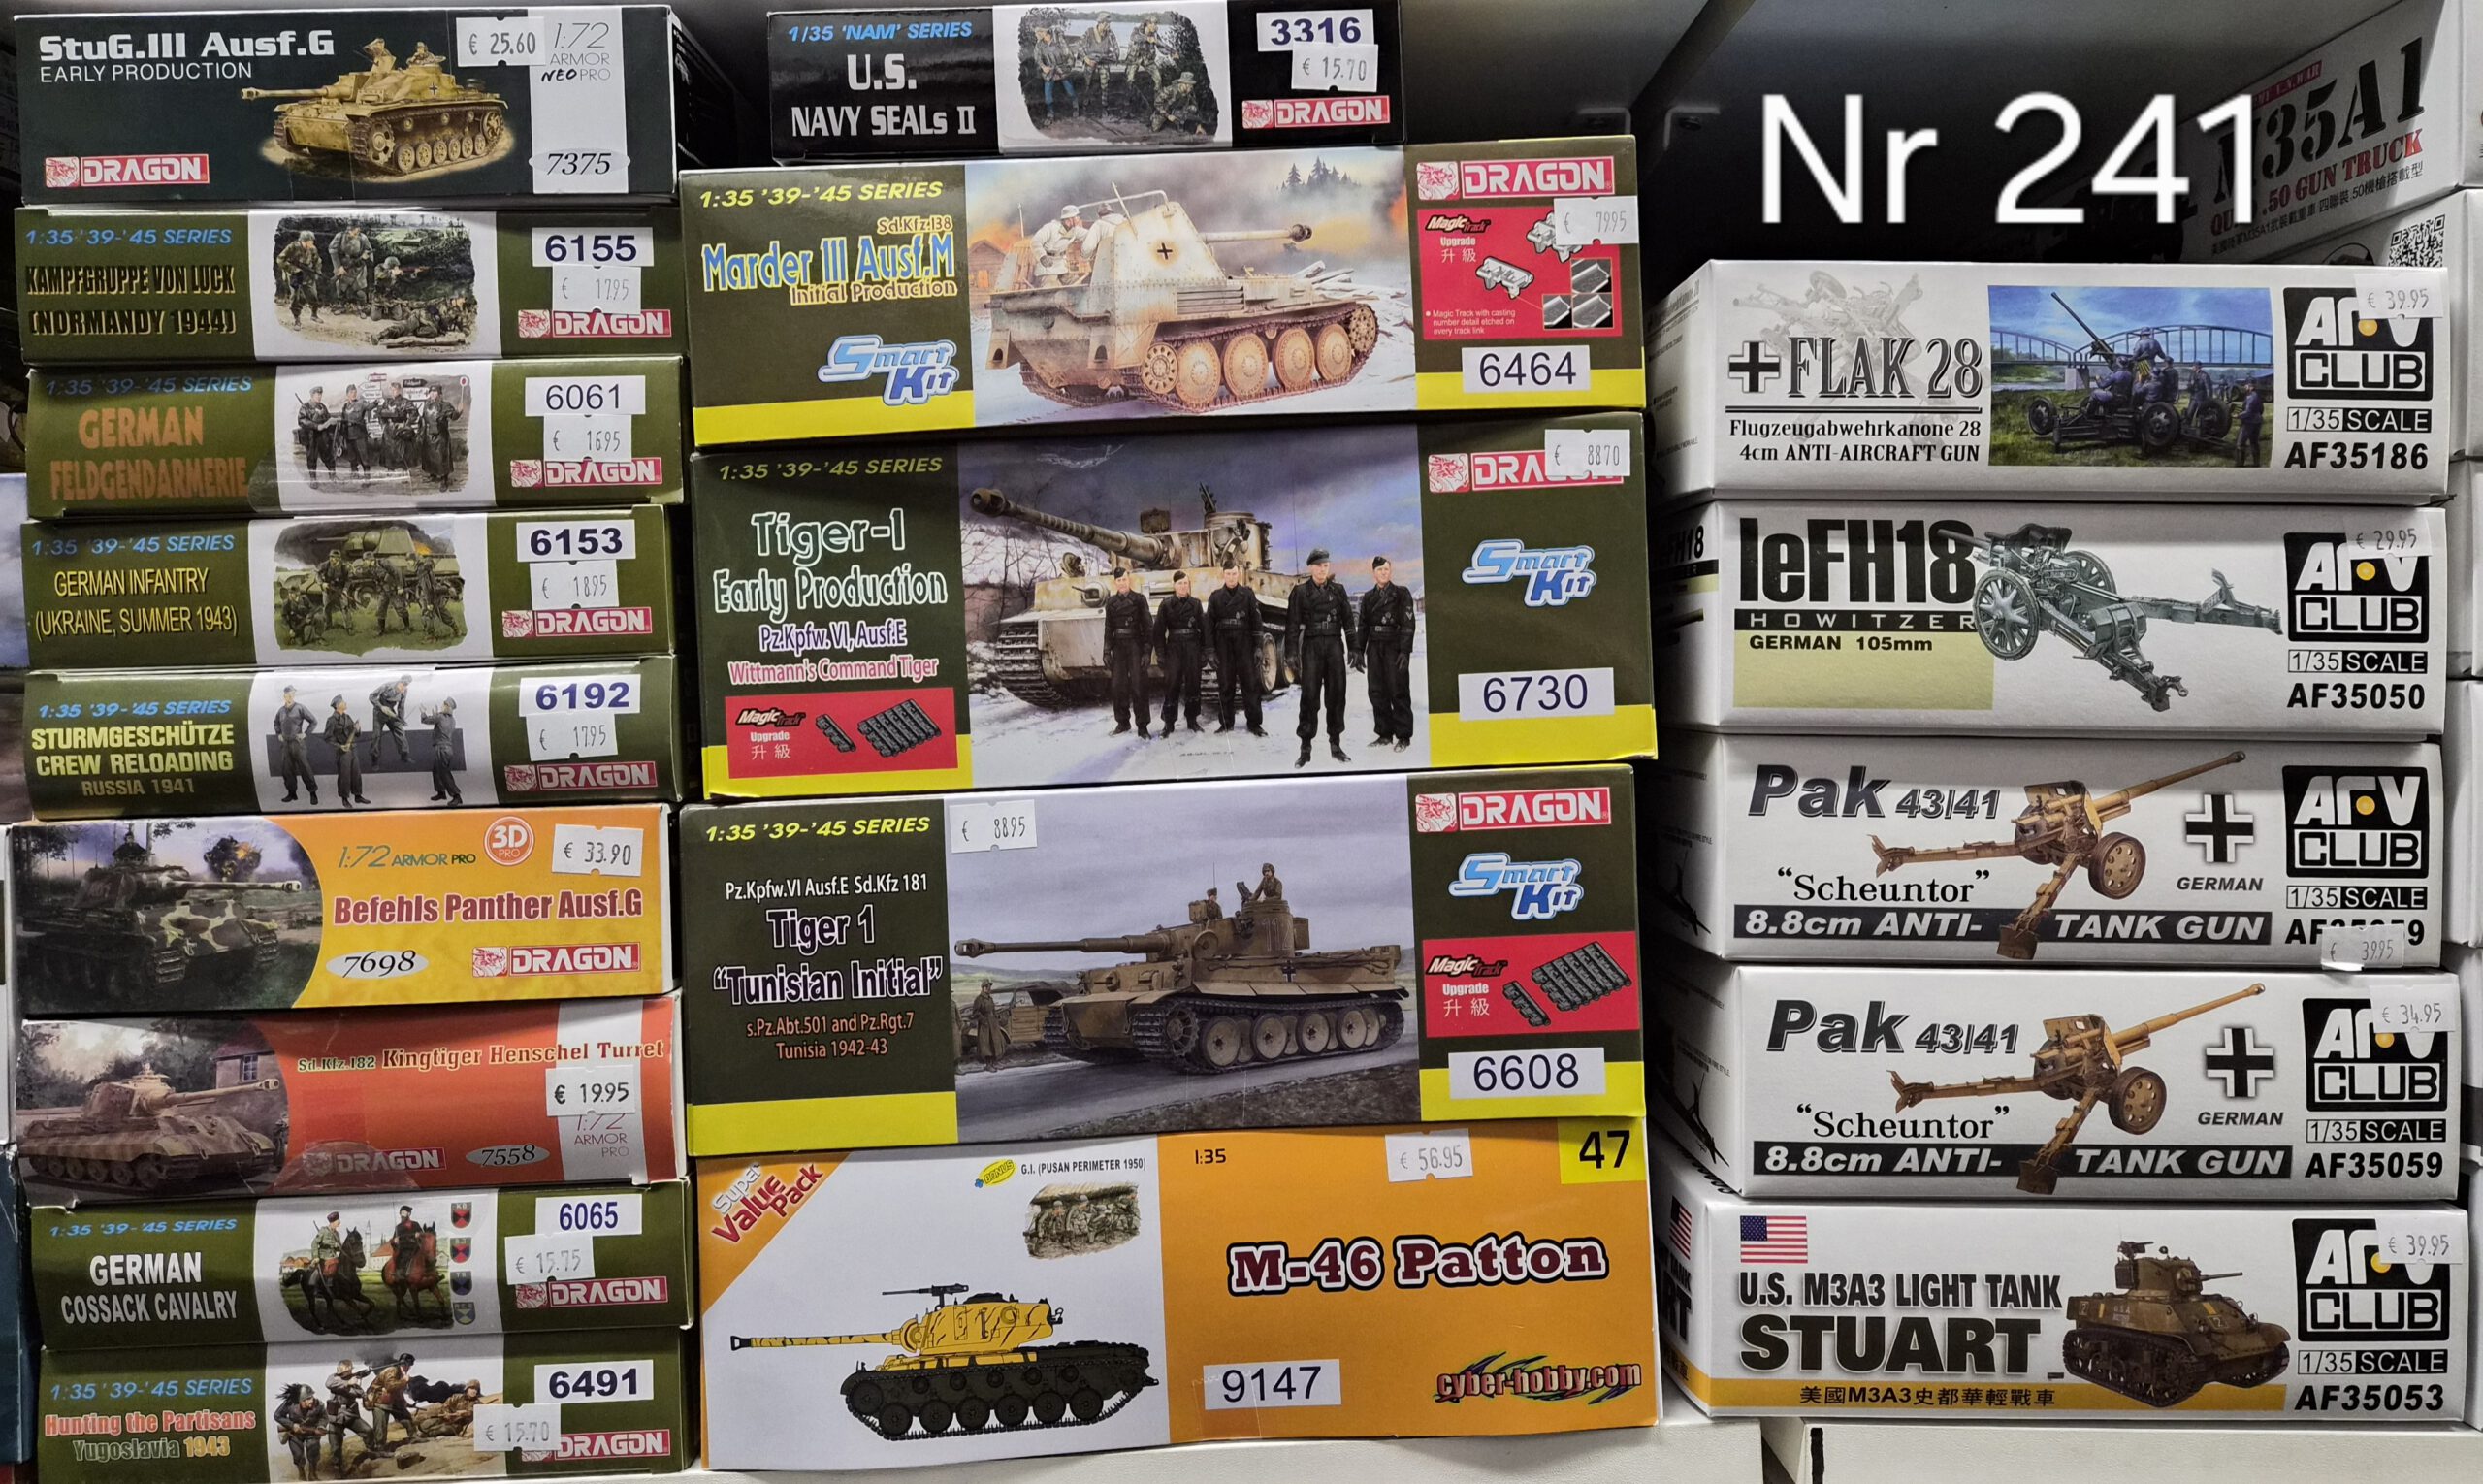 StuG.III Ausf.G
EARLY PRODUCTION
€ 25.60
1:72
ARMOR
NEO PRO
DRAGON
7375
1:35 '39-'45 SERIES
KAMPFGRUPPE VON LUCK
(NORMANDY 1944)
6155
€ 17.95
DRAGON
1:35 '39-'45 SERIES
GERMAN
FELDGENDARMERIE
6061
€ 16.95
DRAGON
1:35 '39-'45 SERIES
GERMAN INFANTRY
(UKRAINE, SUMMER 1943)
6153
€ 18.95
DRAGON
1:35 '39-'45 SERIES
STURMGESCHÜTZE
CREW RELOADING
RUSSIA 1941
6192
€ 17.95
DRAGON
1:72 ARMOR PRO
3D
PRO
€ 33.90
Befehls Panther Ausf.G
7698
DRAGON
Sd.Kfz.182 Kingtiger Henschel Turret
€ 19.95
1:72
ARMOR
PRO
DRAGON
7558
1:35 '39-'45 SERIES
GERMAN
COSSACK CAVALRY
6065
€ 15.75
DRAGON
1:35 '39-'45 SERIES
Hunting the Partisans
Yugoslavia 1943
6491
€ 15.70
DRAGON
1/35 'NAM' SERIES
U.S.
NAVY SEALs II
3316
€ 15.70
DRAGON
1:35 '39-'45 SERIES
Sd.Kfz.138
Marder III Ausf.M
Initial Production
Smart
Kit
DRAGON
€ 79.95
Magic Track
Upgrade
升級
Magic Track with casting
number detail etched on
every track link
6464
1:35 '39-'45 SERIES
Tiger-1
Early Production
Pz.Kpfw.VI, Ausf.E
Wittmann's Command Tiger
Magic Track
Upgrade
升級
€ 88.70
Smart
Kit
6730
1:35 '39-'45 SERIES
€ 88.95
Pz.Kpfw.VI Ausf.E Sd.Kfz 181
Tiger 1
“Tunisian Initial”
s.Pz.Abt.501 and Pz.Rgt.7
Tunisia 1942-43
DRAGON
Smart
Kit
Magic Track
Upgrade
升級
6608
Super
Value
Pack
BONUS
G.I. (PUSAN PERIMETER 1950)
1:35
€ 56.95
47
M-46 Patton
9147
cyber-hobby.com
Nr 241
M35A1
.50 GUN TRUCK
FLAK 28
Flugzeugabwehrkanone 28
4cm ANTI-AIRCRAFT GUN
€ 39.95
AFV
CLUB
1/35 SCALE
AF35186
leFH18
HOWITZER
GERMAN 105mm
€ 29.95
AFV
CLUB
1/35 SCALE
AF35050
Pak 43/41
“Scheuntor”
8.8cm ANTI-TANK GUN
GERMAN
AFV
CLUB
1/35 SCALE
€ 39.95
Pak 43/41
“Scheuntor”
8.8cm ANTI-TANK GUN
GERMAN
€ 34.95
AFV
CLUB
1/35 SCALE
AF35059
U.S. M3A3 LIGHT TANK
STUART
美國M3A3史都華輕戰車
€ 39.95
AFV
CLUB
1/35 SCALE
AF35053